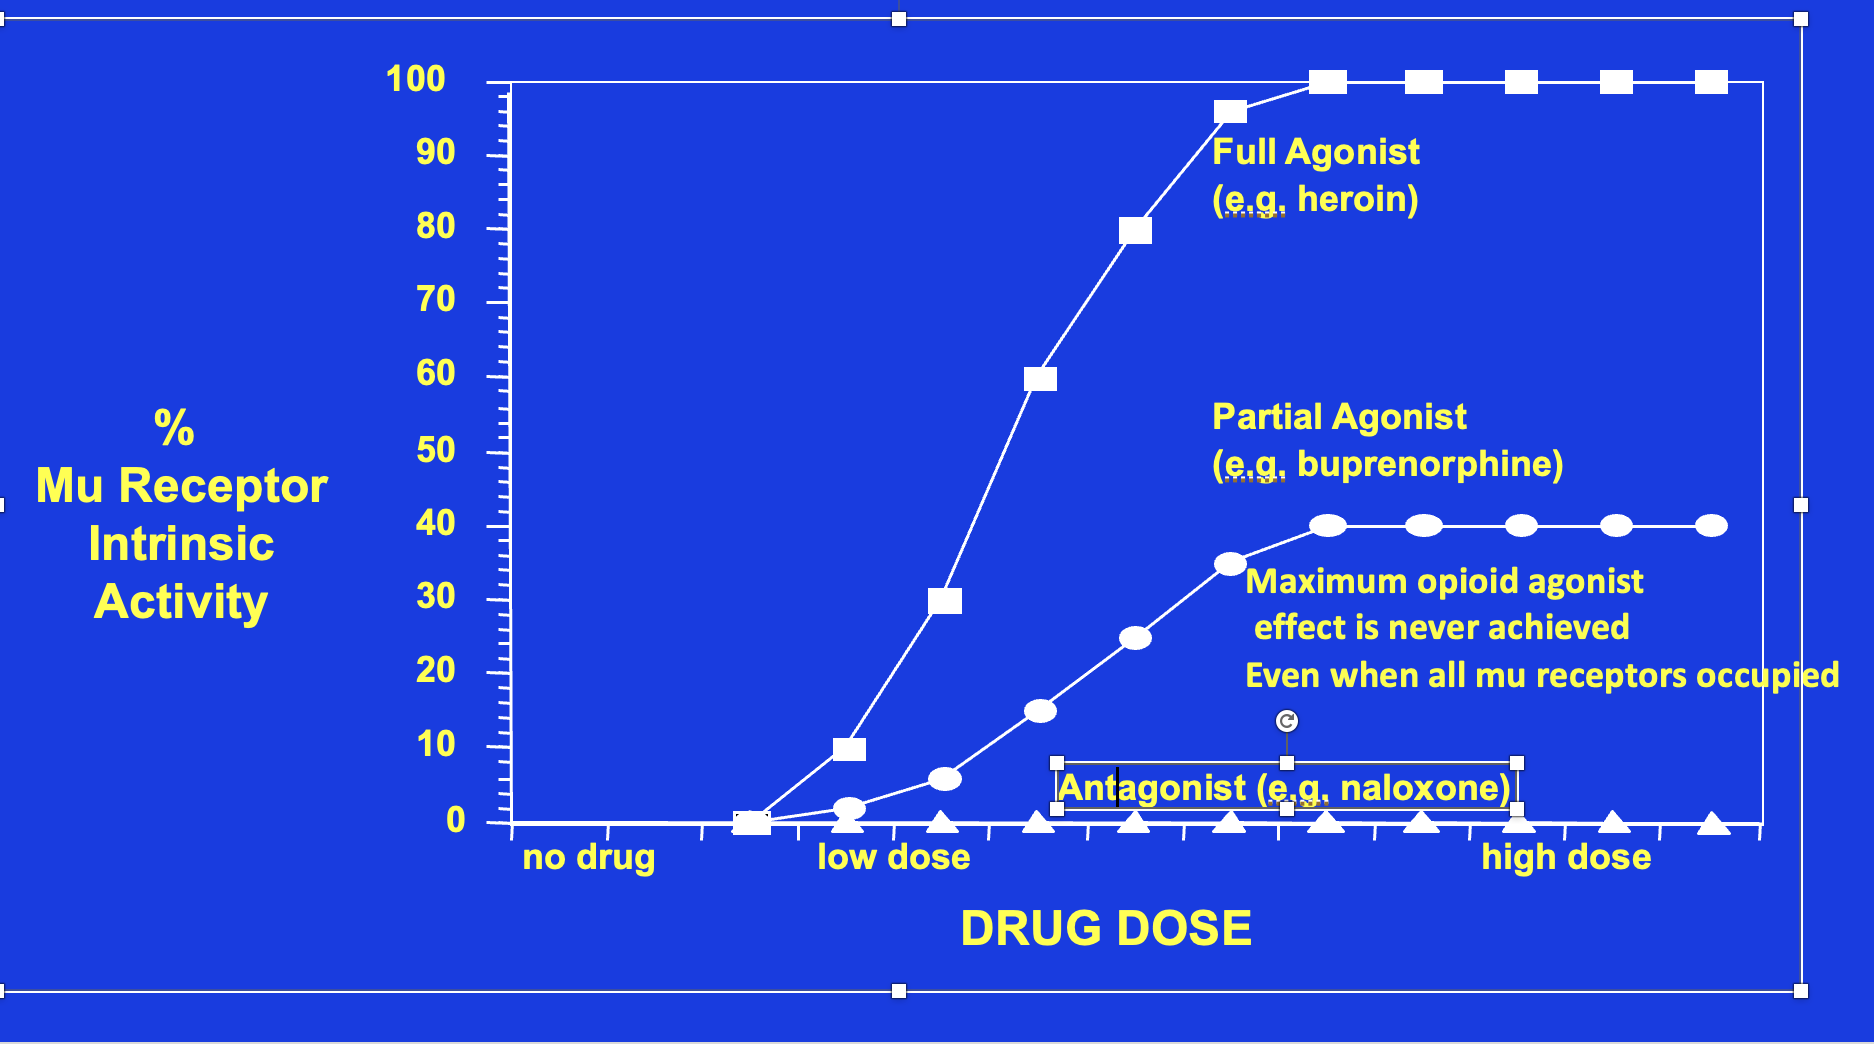 100
90
80
70
60
50
40
30
20
10
0
%
Mu Receptor
Intrinsic
Activity
Full Agonist
(e.g. heroin)
Partial Agonist
(e.g. buprenorphine)
Maximum opioid agonist
effect is never achieved
Even when all mu receptors occupied
Antagonist (e.g. naloxone)
no drug
low dose
high dose
DRUG DOSE